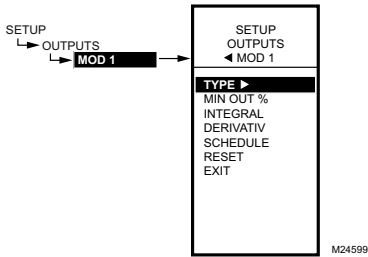 SETUP
OUTPUTS
MOD 1
SETUP
OUTPUTS
◄ MOD 1
TYPE ►
MIN OUT %
INTEGRAL
DERIVATIV
SCHEDULE
RESET
EXIT
M24599